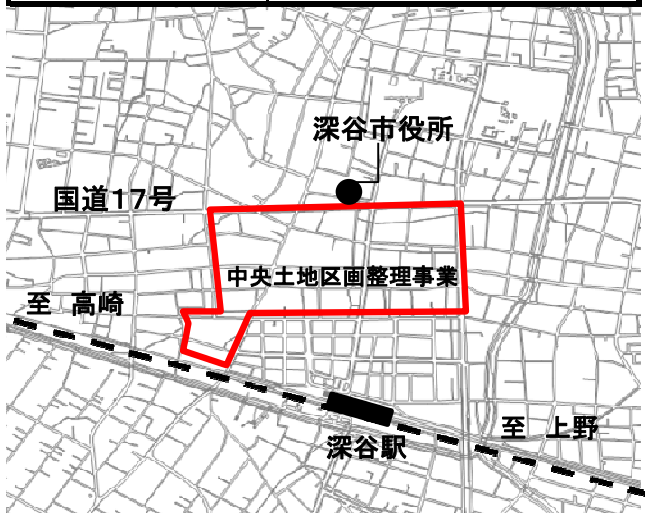 深谷市役所
国道17号
中央土地区画整理事業
至 高崎
至 上野
深谷駅